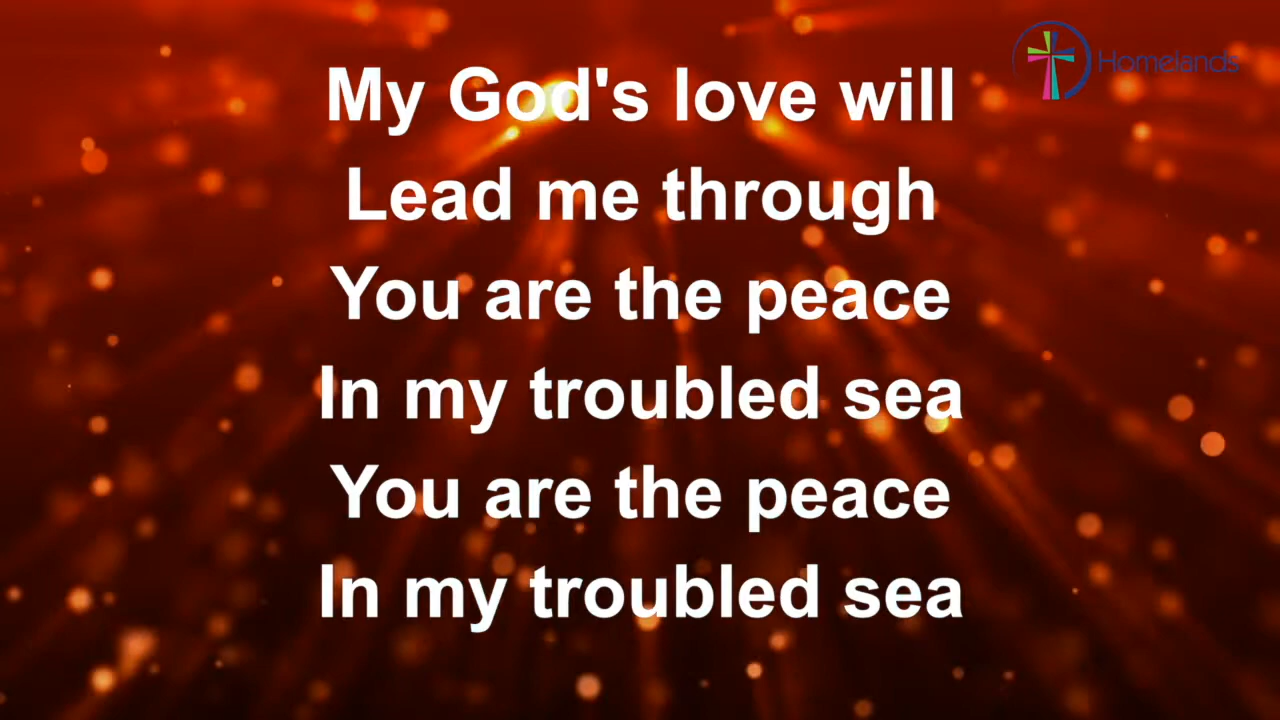 Homelands
My God's love will
Lead me through
You are the peace
In my troubled sea
You are the peace
In my troubled sea